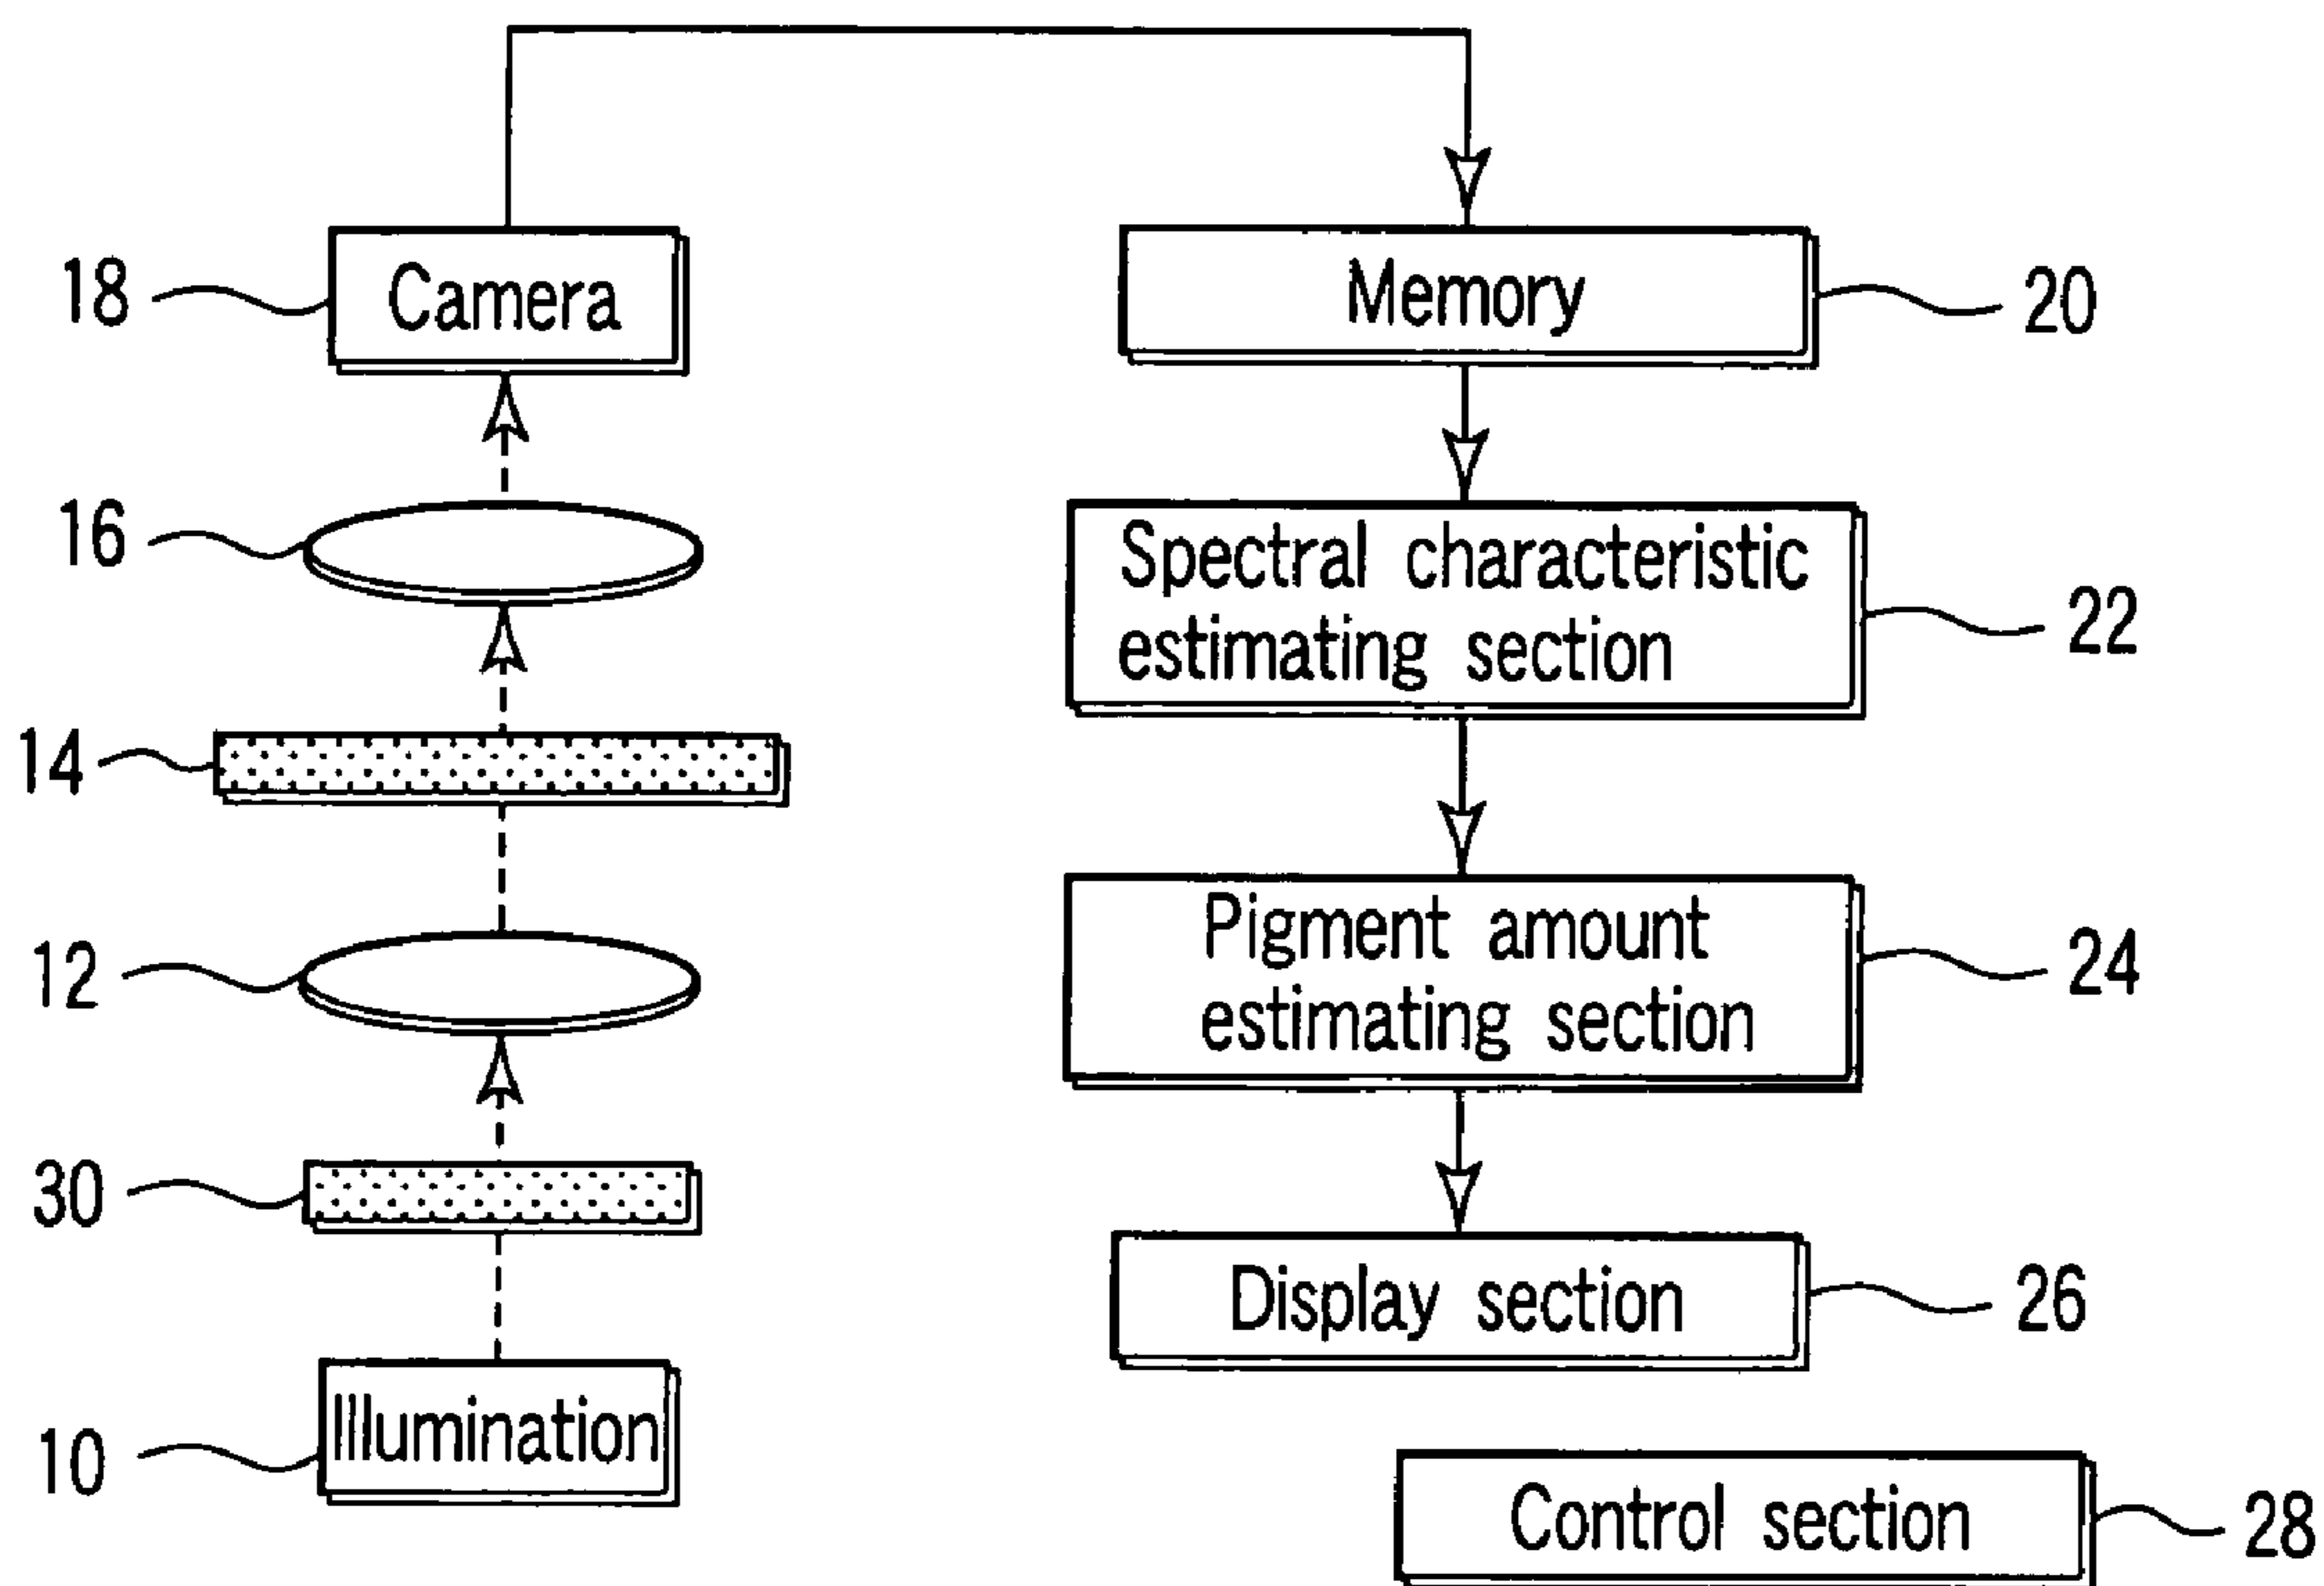 18
Camera
Memory
20
16
Spectral characteristic
estimating section
22
14
12
Pigment amount
estimating section
24
30
Display section
26
10
Illumination
Control section
28